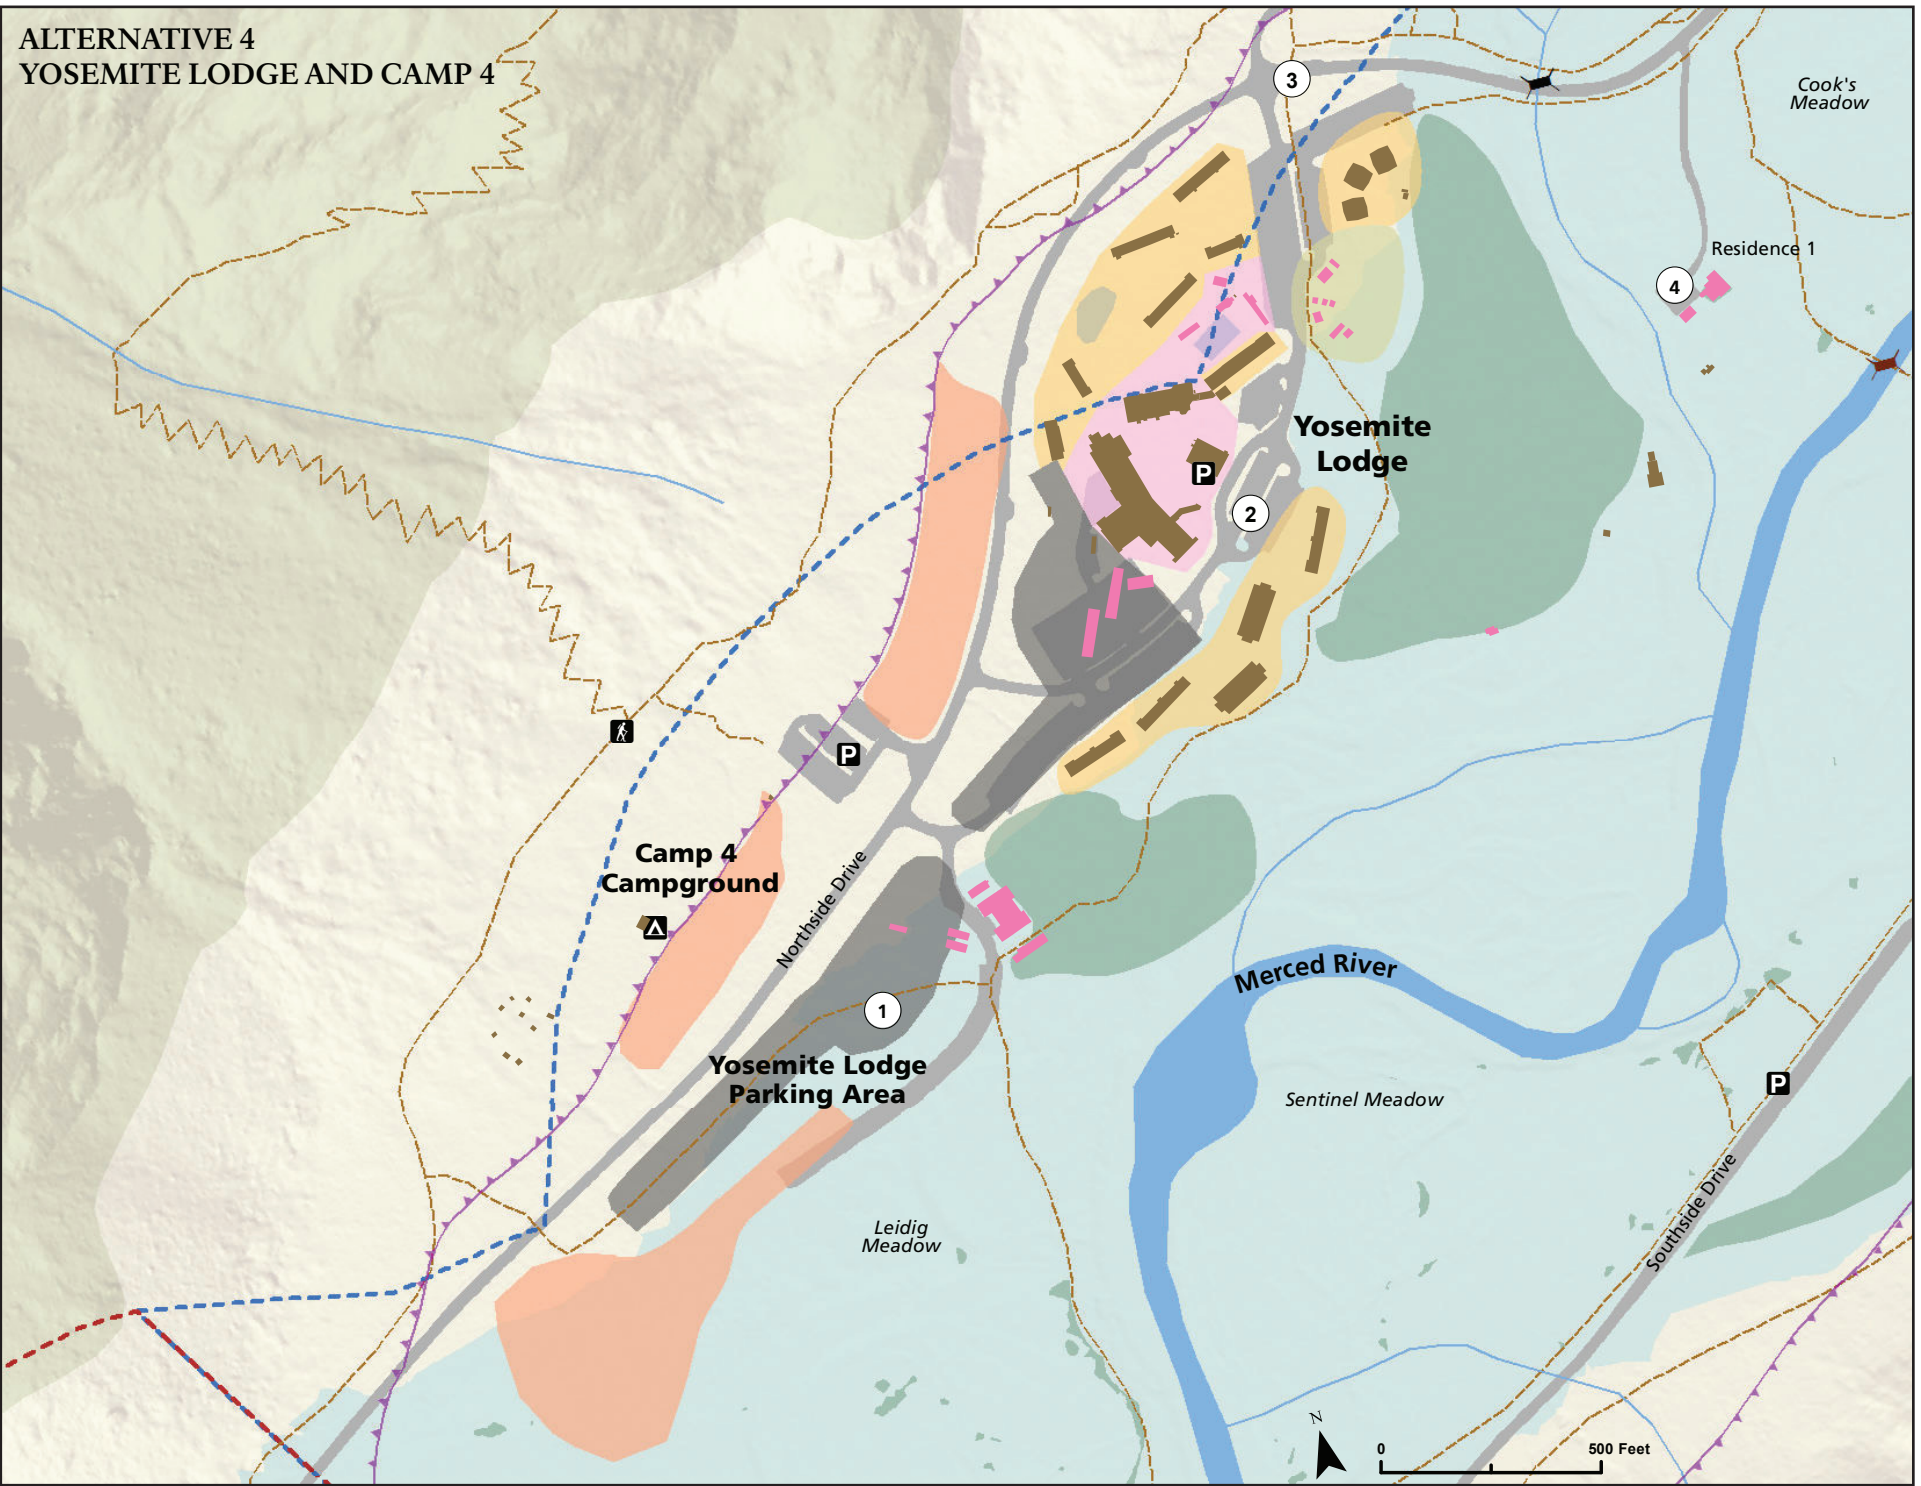 ALTERNATIVE 4
YOSEMITE LODGE AND CAMP 4
3
Cook's
Meadow
Residence 1
4
Yosemite
Lodge
P
2
P
Camp 4
Campground
Northside Drive
Merced River
1
Yosemite Lodge
Parking Area
Sentinel Meadow
P
Southside Drive
Leidig
Meadow
N
0
500 Feet